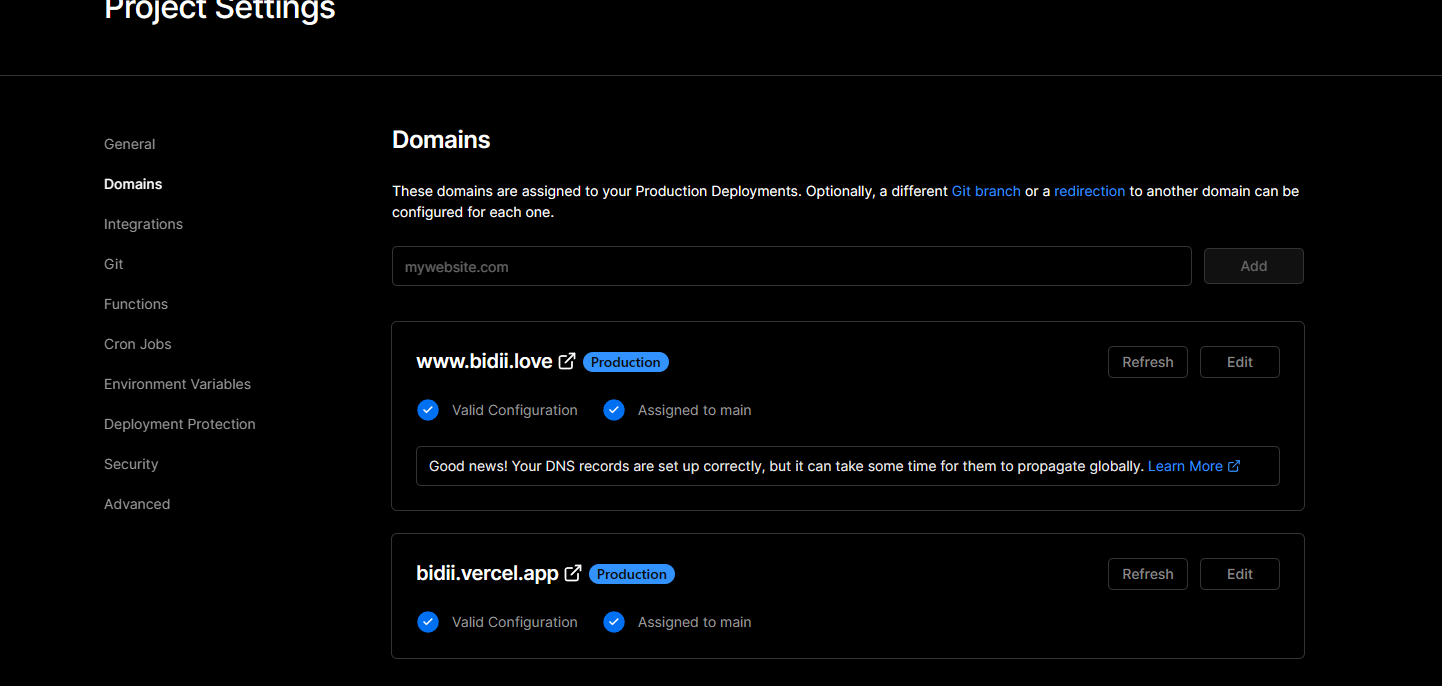 Project Settings
General
Domains
Integrations
Git
Functions
Cron Jobs
Environment Variables
Deployment Protection
Security
Advanced
Domains
These domains are assigned to your Production Deployments. Optionally, a different Git branch or a redirection to another domain can be
configured for each one.
mywebsite.com
Add
www.bidii.love Production
Refresh
Edit
Valid Configuration
Assigned to main
Good news! Your DNS records are set up correctly, but it can take some time for them to propagate globally. Learn More
bidii.vercel.app Production
Refresh
Edit
Valid Configuration
Assigned to main